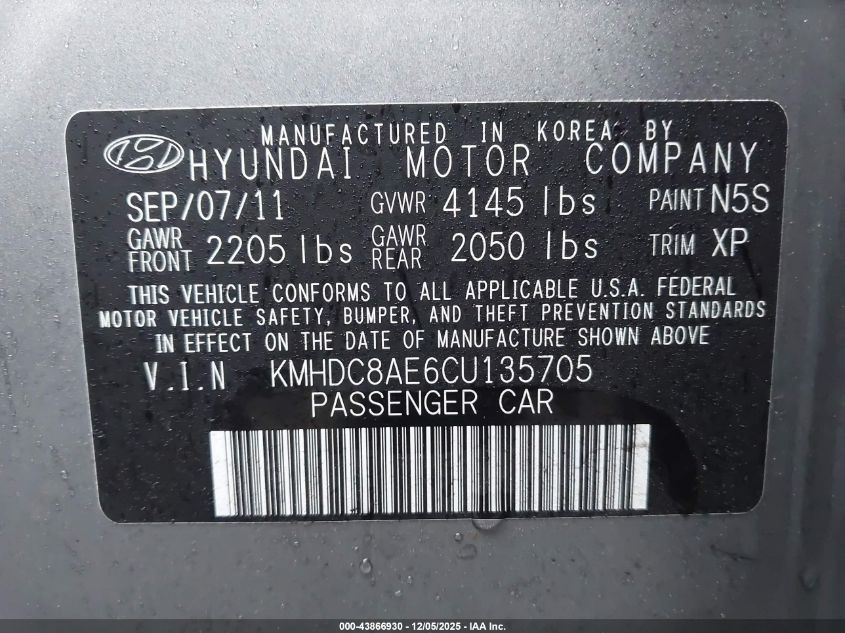 MANUFACTURED IN KOREA BY
HYUNDAI MOTOR COMPANY
SEP/07/11 GVWR 4145 lbs PAINT N5S
GAWR FRONT 2205 lbs GAWR REAR 2050 lbs TRIM XP
THIS VEHICLE CONFORMS TO ALL APPLICABLE U.S.A. FEDERAL
MOTOR VEHICLE SAFETY, BUMPER, AND THEFT PREVENTION STANDARDS
IN EFFECT ON THE DATE OF MANUFACTURE SHOWN ABOVE
V.I.N KMHDC8AE6CU135705
PASSENGER CAR
000-43866930 - 12/05/2025 - IAA Inc.